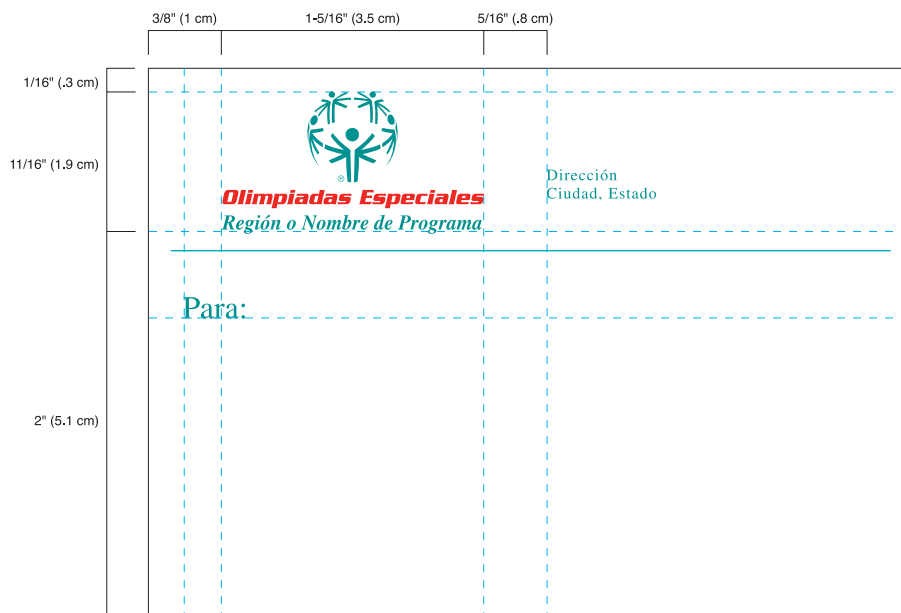 3/8" (1 cm)
1-5/16" (3.5 cm)
5/16" (.8 cm)
1/16" (.3 cm)
11/16" (1.9 cm)
®
Olimpiadas Especiales
Región o Nombre de Programa
Dirección
Ciudad, Estado
Para:
2" (5.1 cm)